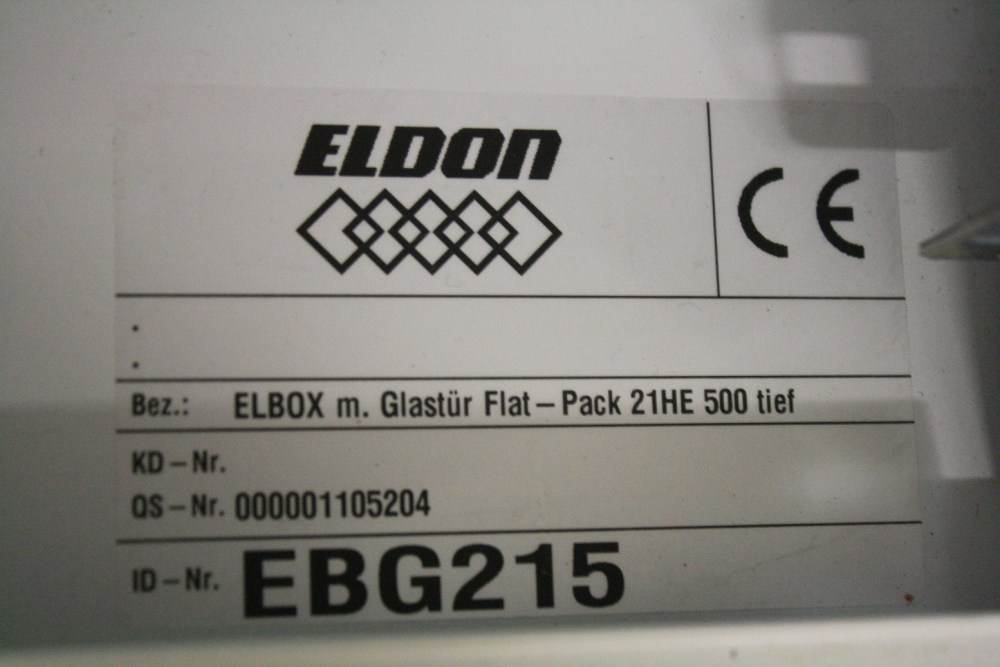 ELDON
CE
.
.
Bez.: ELBOX m. Glastür Flat-Pack 21HE 500 tief
KD-Nr.
QS-Nr. 000001105204
ID-Nr. EBG215